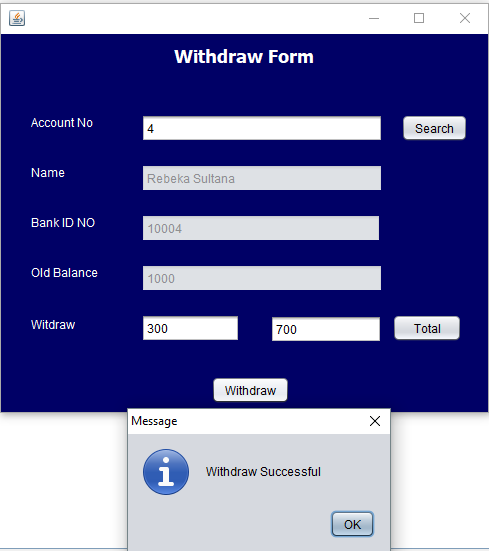 Withdraw Form
Account No 4 Search
Name Rebeka Sultana
Bank ID NO 10004
Old Balance 1000
Witdraw 300 700 Total
Withdraw
Message
Withdraw Successful
OK